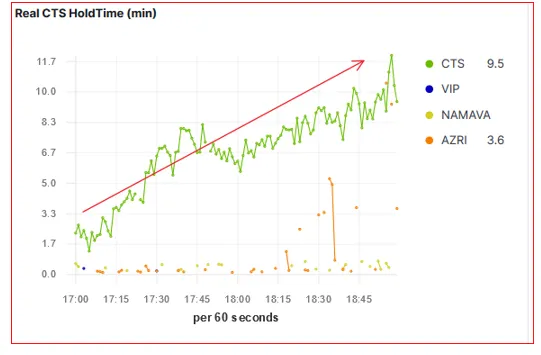 Real CTS HoldTime (min)
11.7
10.0
8.3
6.7
5.0
3.3
1.7
0.0
17:00 17:15 17:30 17:45 18:00 18:15 18:30 18:45
per 60 seconds
CTS 9.5
VIP
NAMAVA
AZRI 3.6